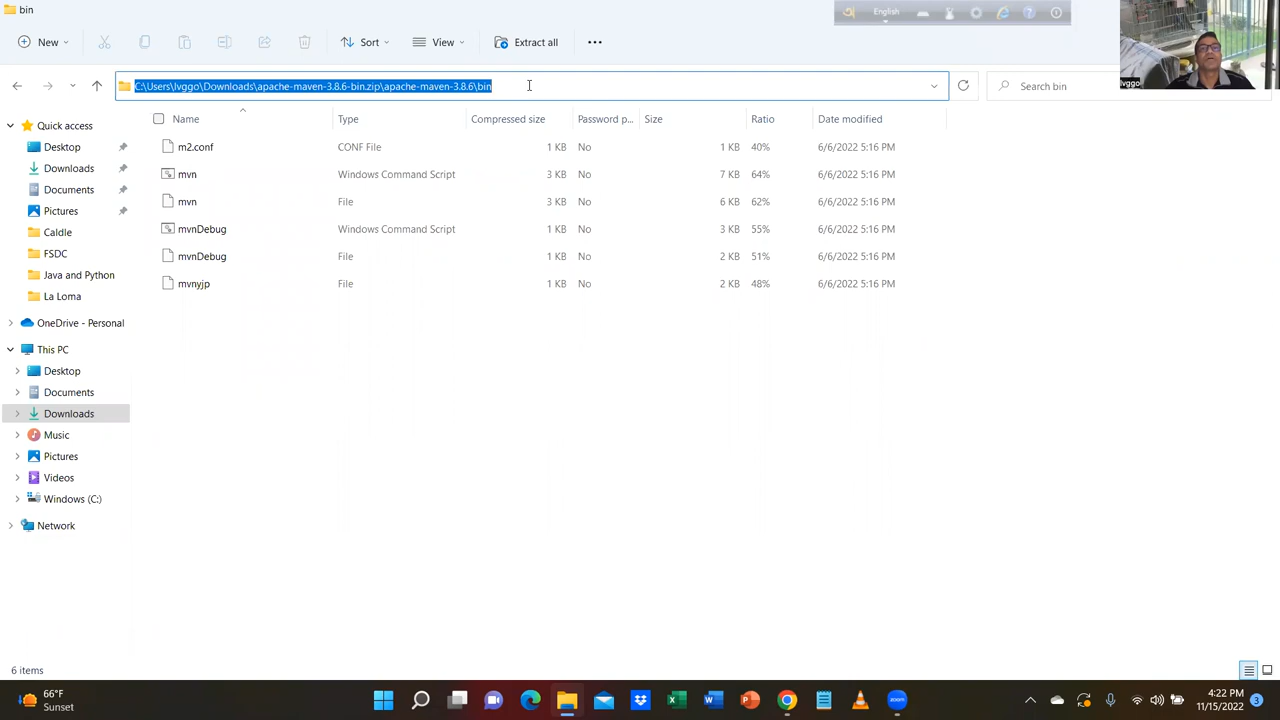 bin
English
New
Sort
View
Extract all
C:\Users\lvggo\Downloads\apache-maven-3.8.6-bin.zip\apache-maven-3.8.6\bin
Search bin
lvggo
Name Type Compressed size Password p... Size Ratio Date modified
Quick access
Desktop
Downloads
Documents
Pictures
Caldle
FSDC
Java and Python
La Loma
OneDrive - Personal
This PC
Desktop
Documents
Downloads
Music
Pictures
Videos
Windows (C:)
Network
m2.conf CONF File 1 KB No 1 KB 40% 6/6/2022 5:16 PM
mvn Windows Command Script 3 KB No 7 KB 64% 6/6/2022 5:16 PM
mvn File 3 KB No 6 KB 62% 6/6/2022 5:16 PM
mvnDebug Windows Command Script 1 KB No 3 KB 55% 6/6/2022 5:16 PM
mvnDebug File 1 KB No 2 KB 51% 6/6/2022 5:16 PM
mvnyjp File 1 KB No 2 KB 48% 6/6/2022 5:16 PM
6 items
66°F
Sunset
zoom
4:22 PM
11/15/2022
3